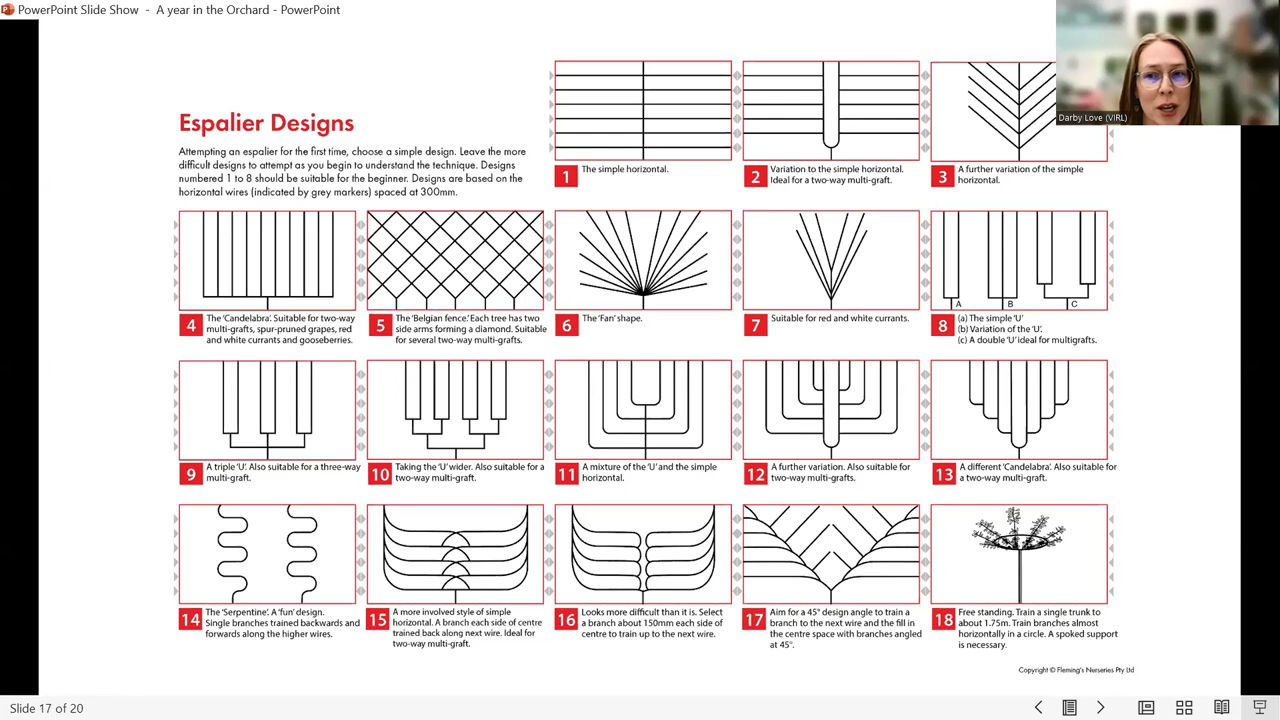 PowerPoint Slide Show - A year in the Orchard - PowerPoint
Darby Love (VIRL)
Espalier Designs
Attempting an espalier for the first time, choose a simple design. Leave the more
difficult designs to attempt as you begin to understand the technique. Designs
numbered 1 to 8 should be suitable for the beginner. Designs are based on the
horizontal wires (indicated by grey markers) spaced at 300mm.
1
The simple horizontal.
2
Variation to the simple horizontal.
Ideal for a two-way multi-graft.
3
A further variation of the simple
horizontal.
4
The 'Candelabra'. Suitable for two-way
multi-grafts, spur-pruned grapes, red
and white currants and gooseberries.
5
The 'Belgian fence.' Each tree has two
side arms forming a diamond. Suitable
for several two-way multi-grafts.
6
The 'Fan' shape.
7
Suitable for red and white currants.
A
B
C
8
(a) The simple 'U'
(b) Variation of the 'U'.
(c) A double 'U' ideal for multigrafts.
9
A triple 'U'. Also suitable for a three-way
multi-graft.
10
Taking the 'U' wider. Also suitable for a
two-way multi-graft.
11
A mixture of the 'U' and the simple
horizontal.
12
A further variation. Also suitable for
two-way multi-grafts.
13
A different 'Candelabra'. Also suitable for
a two-way multi-graft.
14
The 'Serpentine'. A 'fun' design.
Single branches trained backwards and
forwards along the higher wires.
15
A more involved style of simple
horizontal. A branch each side of centre
trained back along next wire. Ideal for
two-way multi-graft.
16
Looks more difficult than it is. Select
a branch about 150mm each side of
centre to train up to the next wire.
17
Aim for a 45° design angle to train a
branch to the next wire and the fill in
the centre space with branches angled
at 45°.
18
Free standing. Train a single trunk to
about 1.75m. Train branches almost
horizontally in a circle. A spoked support
is necessary.
Copyright © Fleming's Nurseries Pty Ltd
Slide 17 of 20